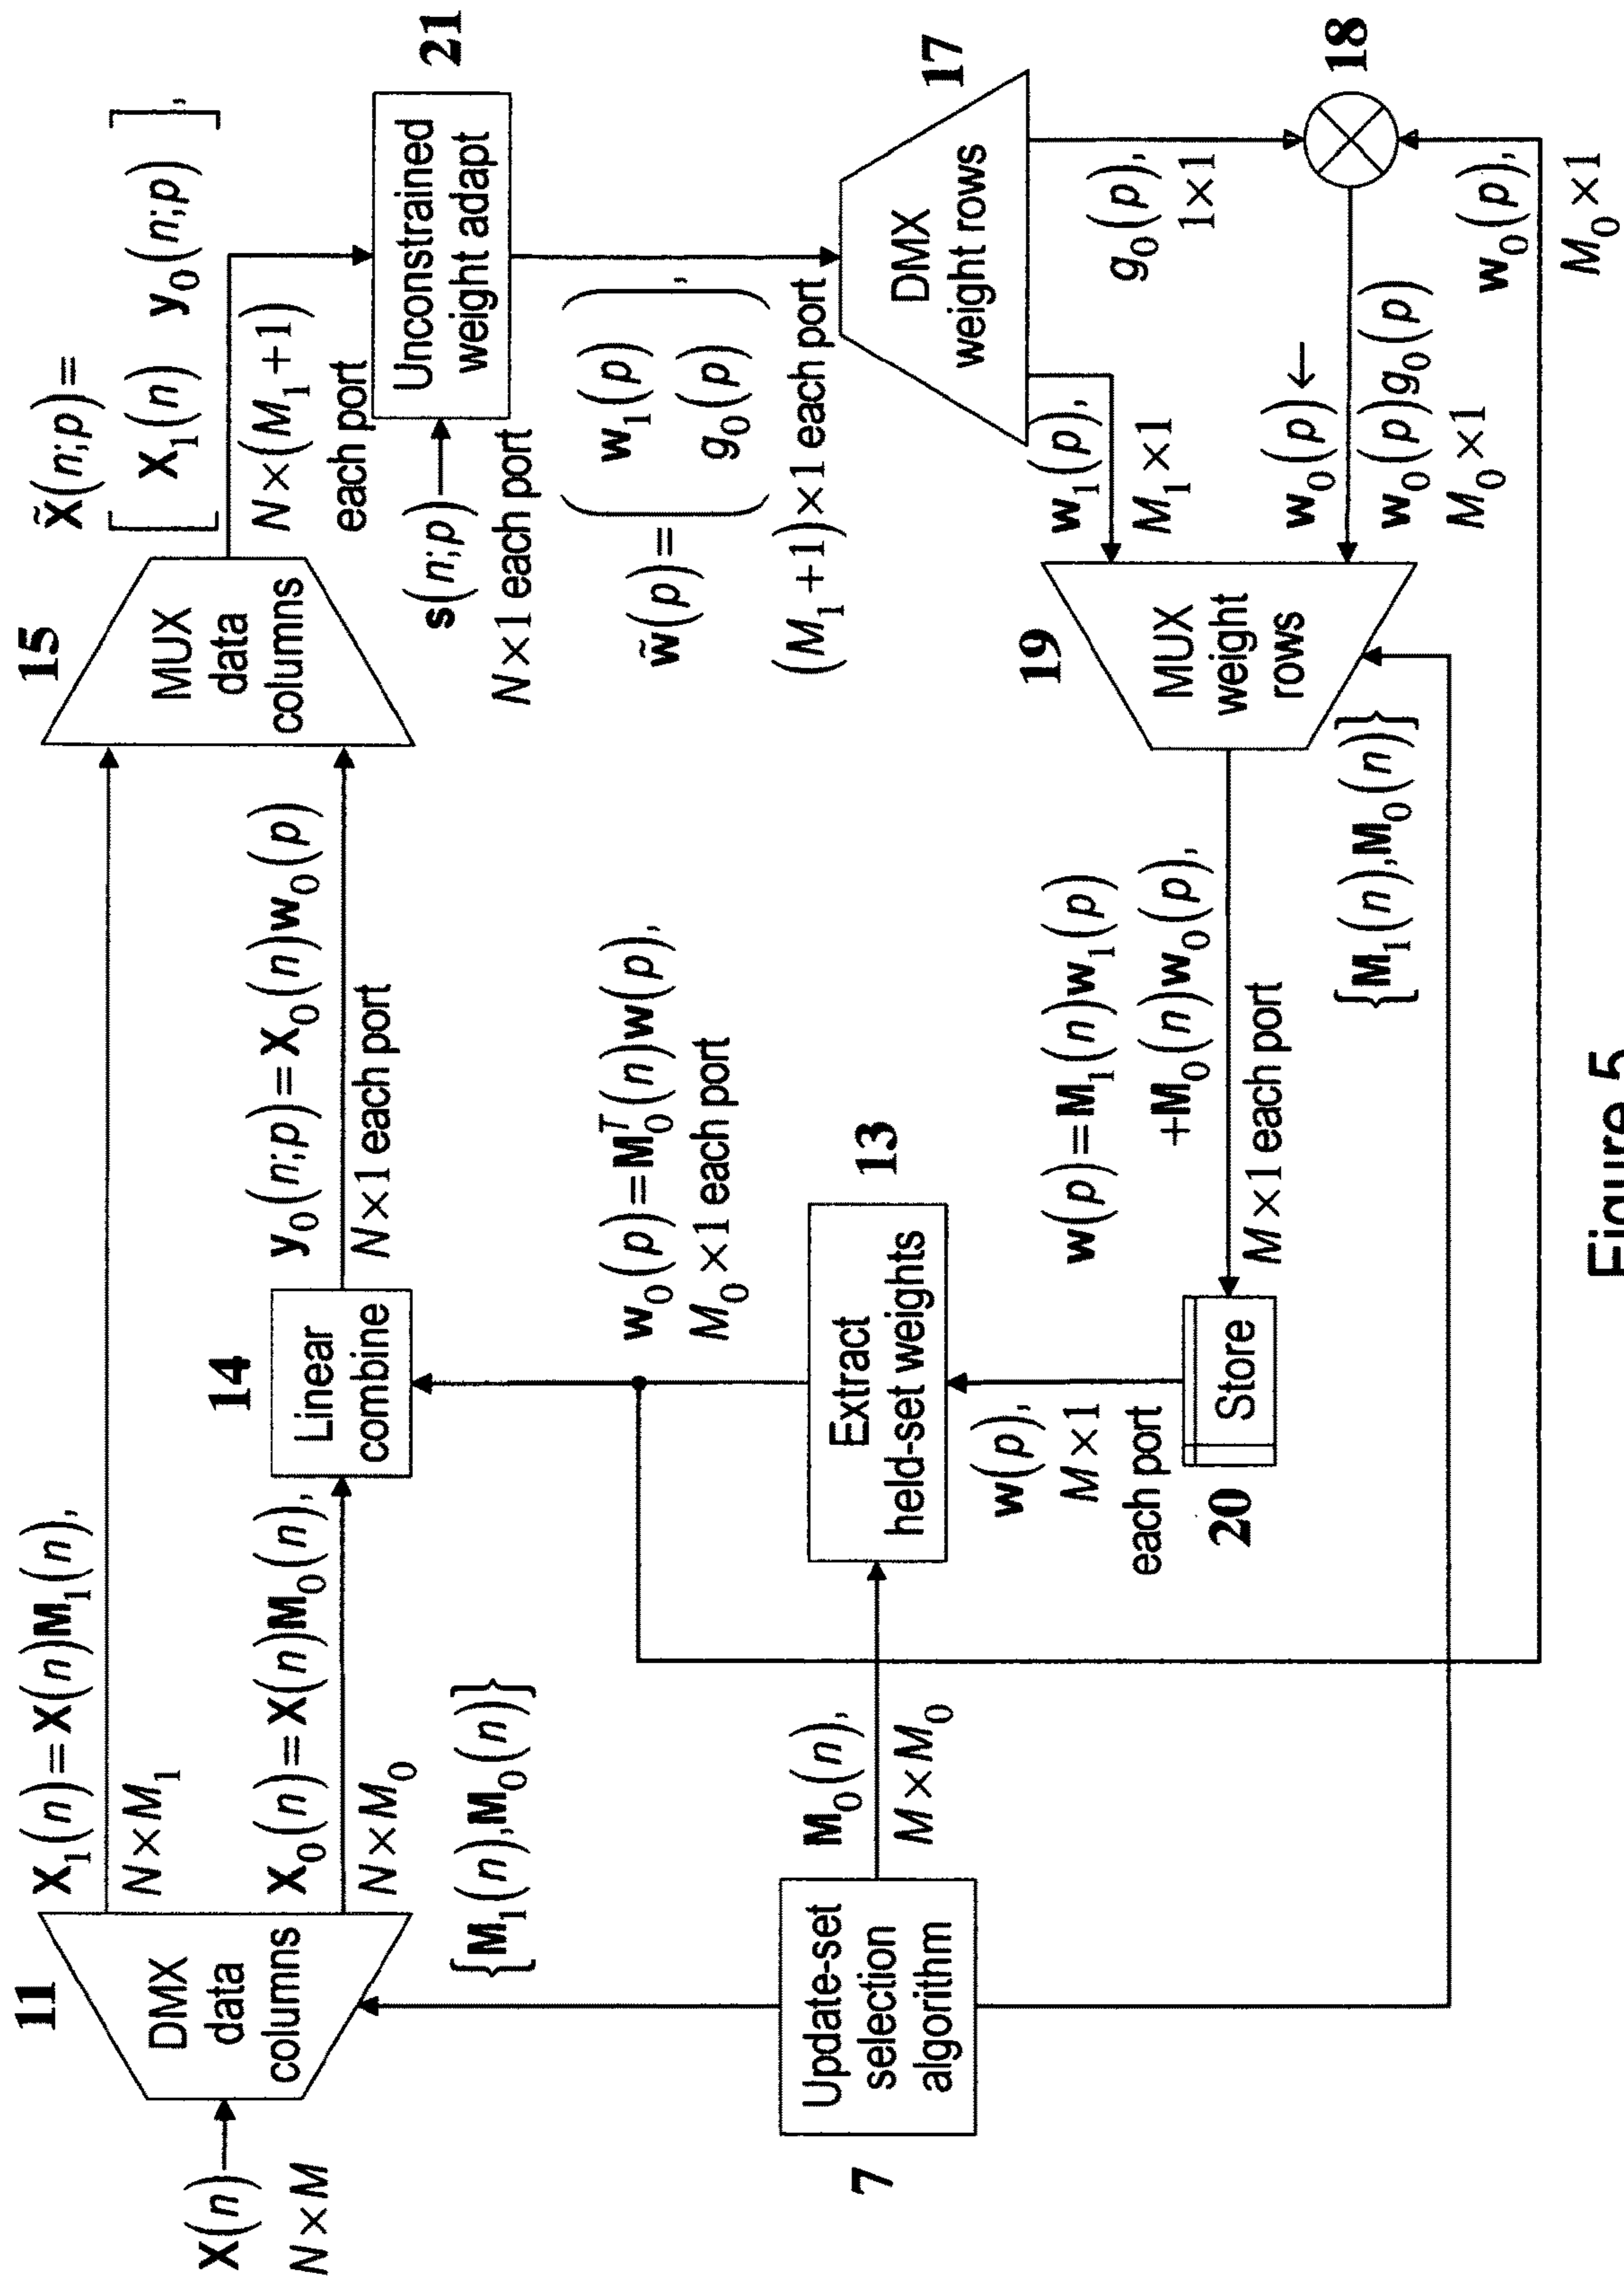 11
DMX
data
columns
X(n)
N×M
X₁(n)=X(n)M₁(n),
N×M₁
X₀(n)=X(n)M₀(n),
N×M₀
{M₁(n),M₀(n)}
14
Linear
combine
y₀(n;p)=X₀(n)w₀(p)
N×1 each port
15
MUX
data
columns
X̃(n;p)=
[ X₁(n) y₀(n;p) ],
N×(M₁+1)
each port
21
Unconstrained
weight adapt
s(n;p)
N×1 each port
w̃(p)=
( w₁(p)
g₀(p) ),
(M₁+1)×1 each port
7
Update-set
selection
algorithm
M₀(n),
M×M₀
13
Extract
held-set weights
w₀(p)=M₀ᵀ(n)w(p),
M₀×1 each port
w(p),
M×1
each port
20
Store
w(p)=M₁(n)w₁(p)
+M₀(n)w₀(p),
M×1 each port
{M₁(n),M₀(n)}
19
MUX
weight
rows
17
DMX
weight rows
w₁(p),
M₁×1
g₀(p),
1×1
18
w₀(p)←
w₀(p)g₀(p)
M₀×1
w₀(p),
M₀×1
Figure 5